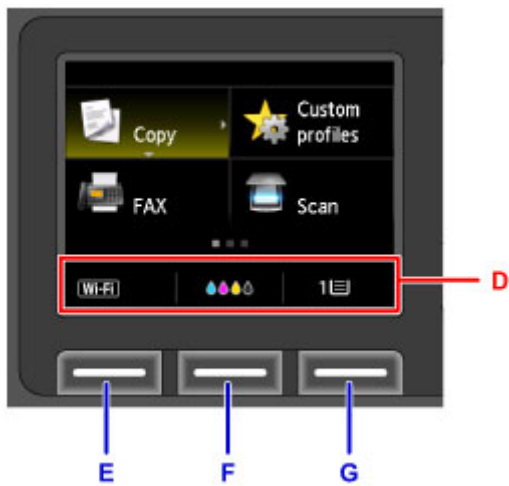 Copy
Custom
profiles
FAX
Scan
Wi-Fi
1
D
E
F
G